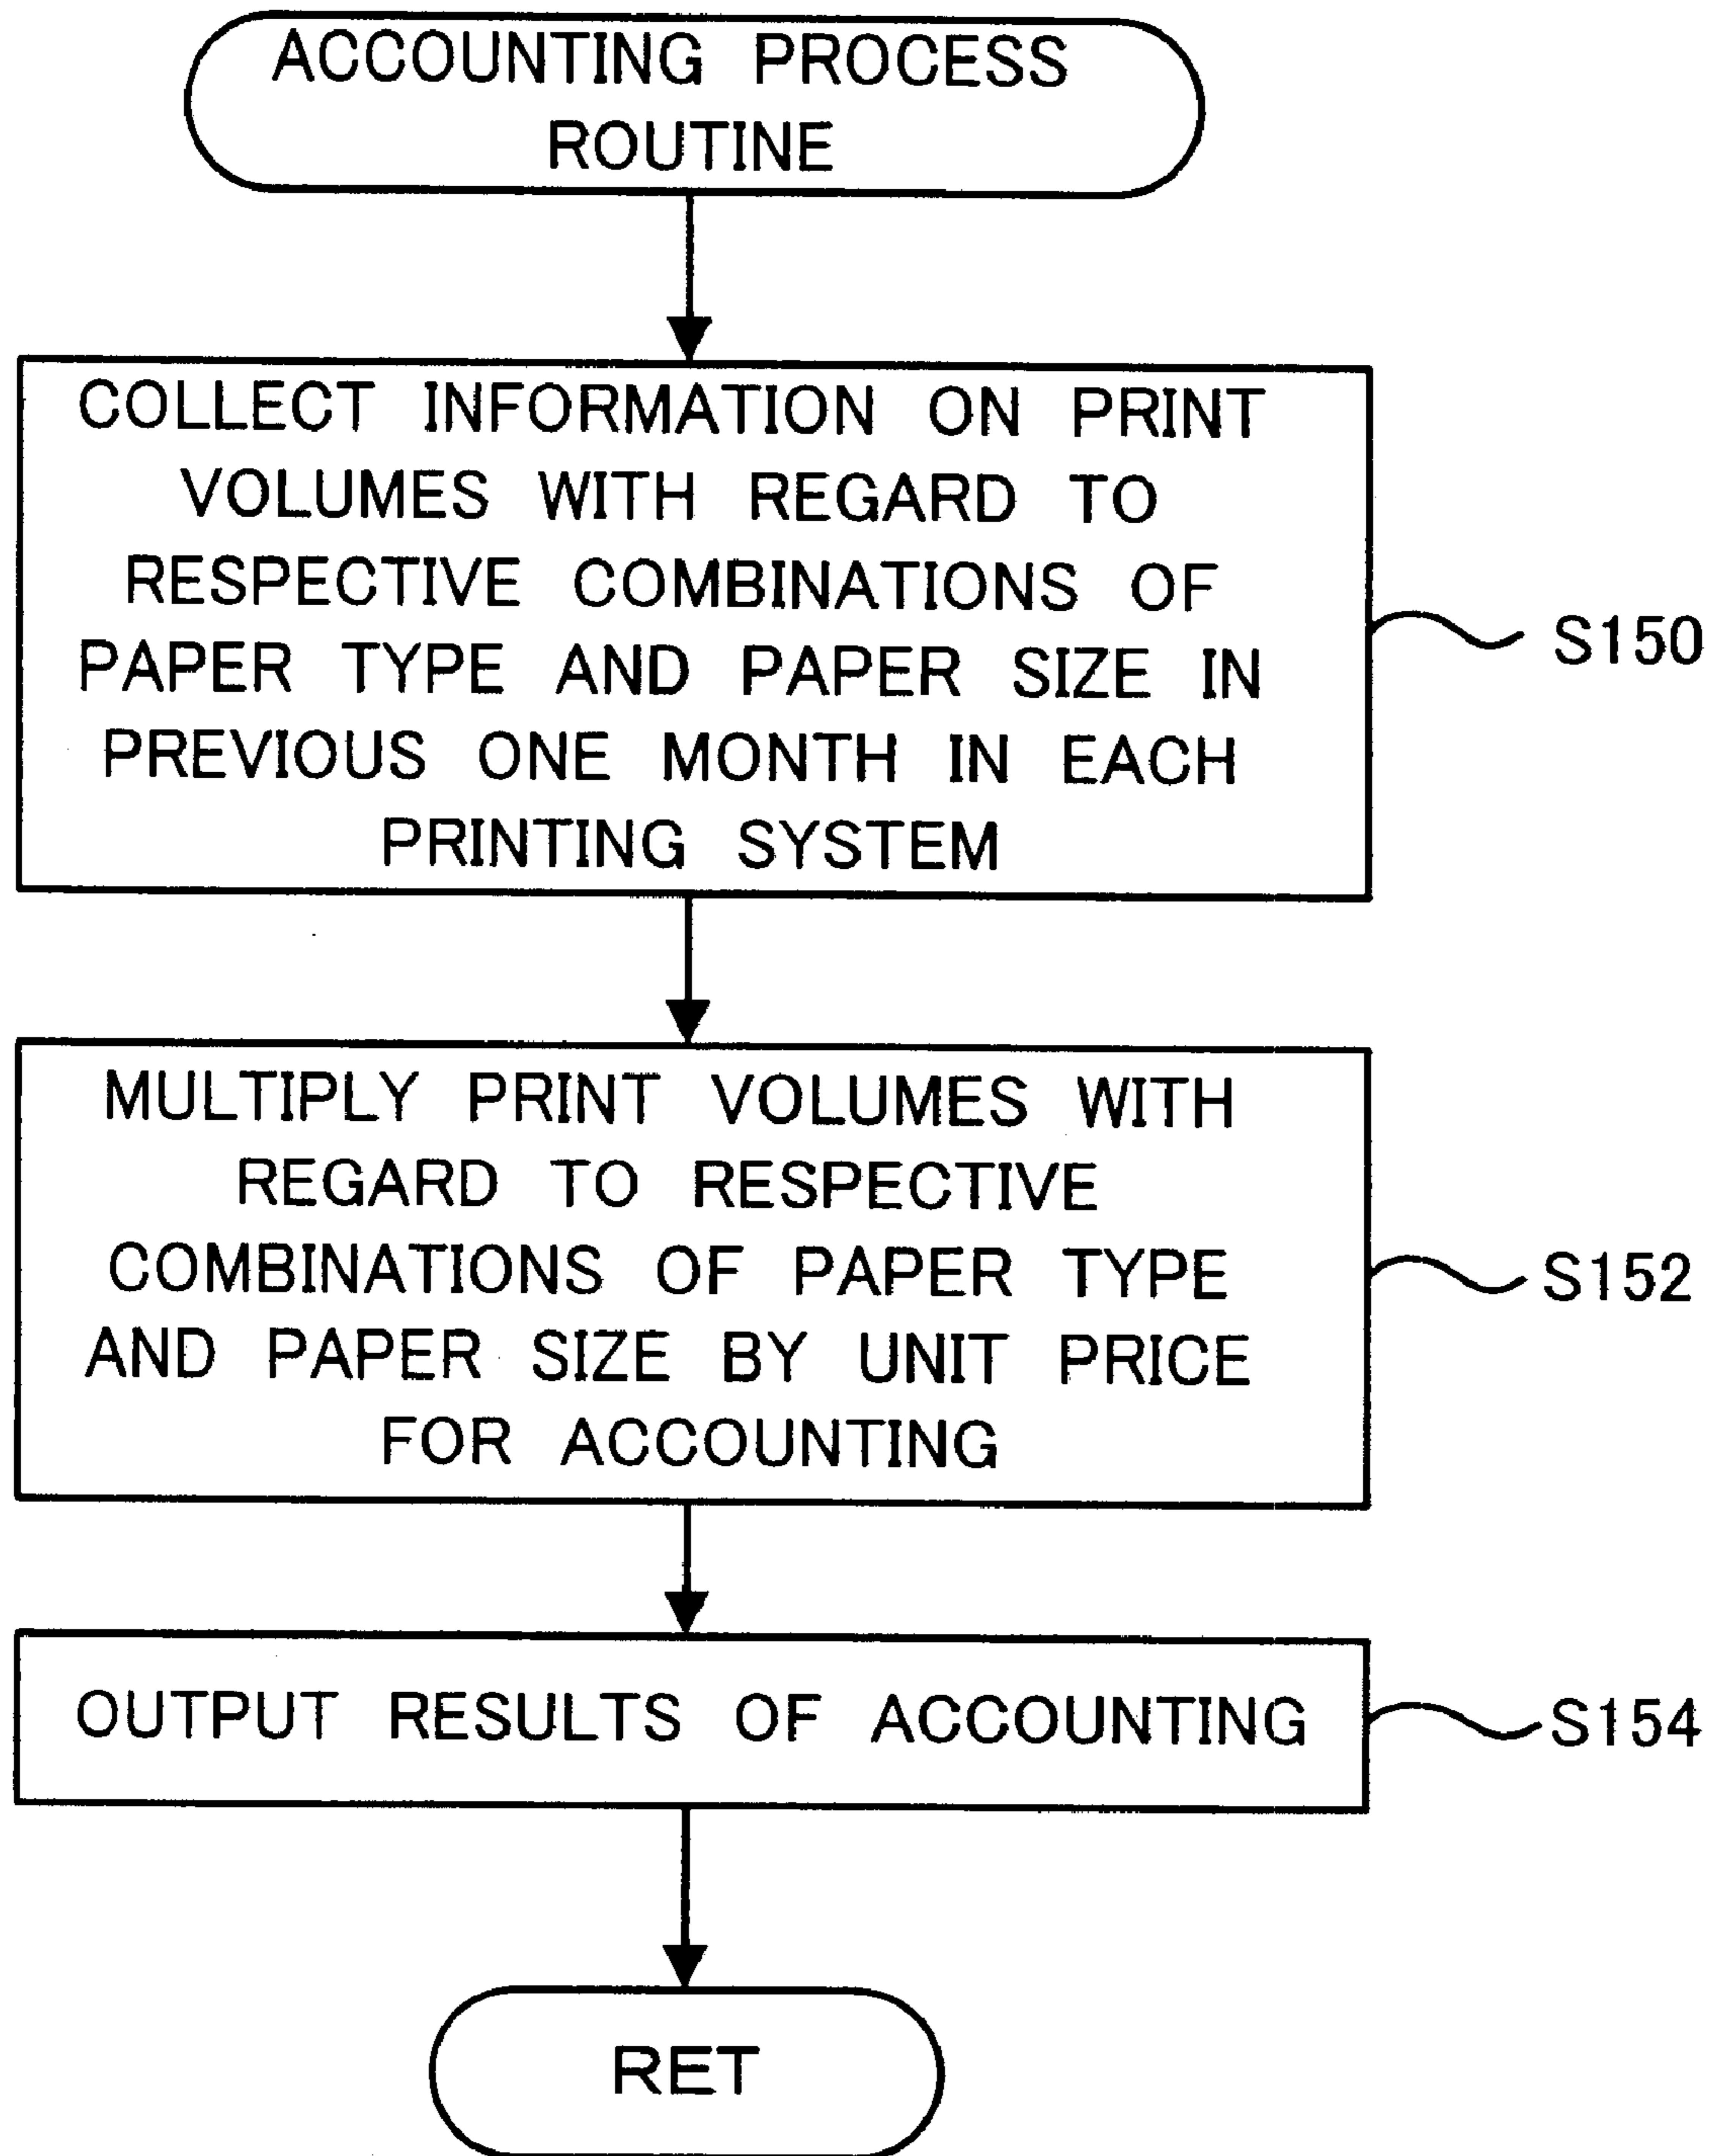 ACCOUNTING PROCESS
ROUTINE
COLLECT INFORMATION ON PRINT
VOLUMES WITH REGARD TO
RESPECTIVE COMBINATIONS OF
PAPER TYPE AND PAPER SIZE IN
PREVIOUS ONE MONTH IN EACH
PRINTING SYSTEM
S150
MULTIPLY PRINT VOLUMES WITH
REGARD TO RESPECTIVE
COMBINATIONS OF PAPER TYPE
AND PAPER SIZE BY UNIT PRICE
FOR ACCOUNTING
S152
OUTPUT RESULTS OF ACCOUNTING
S154
RET